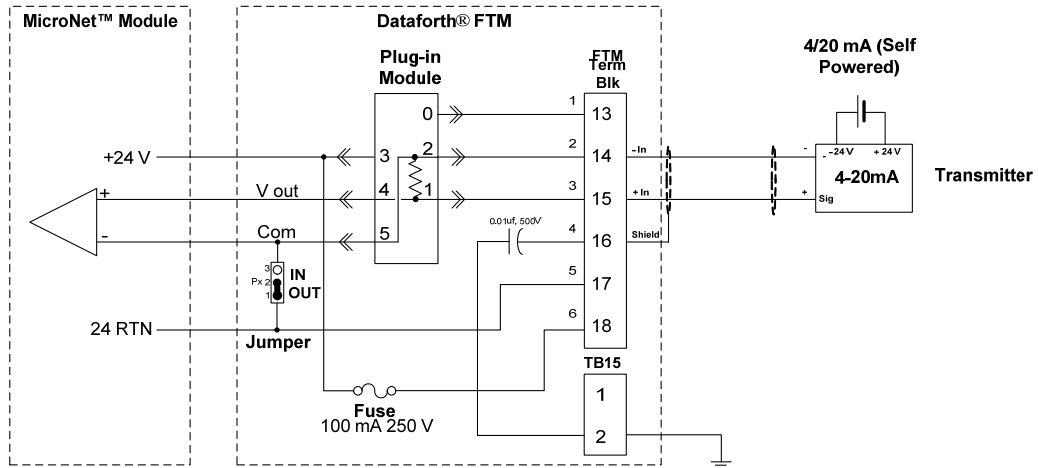 MicroNet™ Module
Dataforth® FTM
Plug-in
Module
FTM
Term
Blk
4/20 mA (Self
Powered)
0
1
13
+24 V
3
2
2
14
-In
-
-
-24 V
+ 24 V
4-20mA
Transmitter
+
V out
4
1
3
15
+ In
+
Sig
-
Com
5
0.01uf, 500V
4
16
Shield
3
Px 2
1
IN
OUT
5
17
24 RTN
Jumper
6
18
TB15
Fuse
100 mA 250 V
1
2